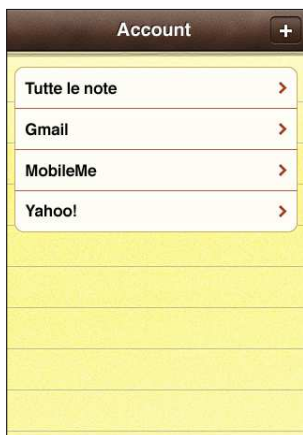 Account +
Tutte le note
Gmail
MobileMe
Yahoo!